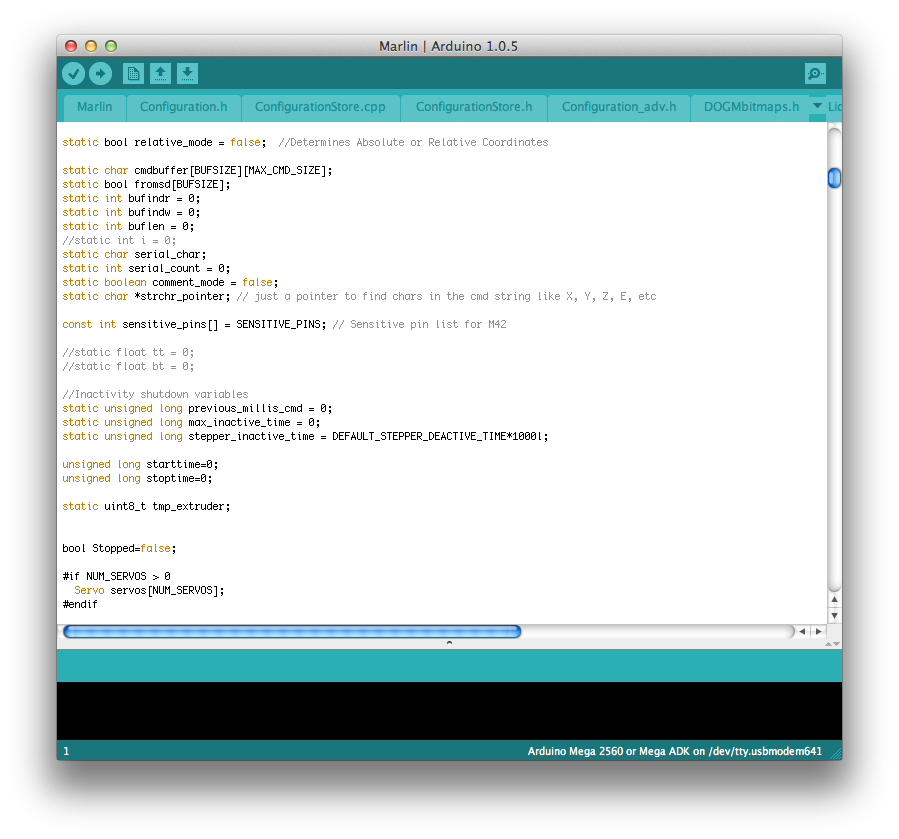 Marlin | Arduino 1.0.5
Marlin Configuration.h ConfigurationStore.cpp ConfigurationStore.h Configuration_adv.h DOGMbitmaps.h
static bool relative_mode = false;  //Determines Absolute or Relative Coordinates
static char cmdbuffer[BUFSIZE][MAX_CMD_SIZE];
static bool fromsd[BUFSIZE];
static int bufindr = 0;
static int bufindw = 0;
static int buflen = 0;
//static int i = 0;
static char serial_char;
static int serial_count = 0;
static boolean comment_mode = false;
static char *strchr_pointer; // just a pointer to find chars in the cmd string like X, Y, Z, E, etc
const int sensitive_pins[] = SENSITIVE_PINS; // Sensitive pin list for M42
//static float tt = 0;
//static float bt = 0;
//Inactivity shutdown variables
static unsigned long previous_millis_cmd = 0;
static unsigned long max_inactive_time = 0;
static unsigned long stepper_inactive_time = DEFAULT_STEPPER_DEACTIVE_TIME*1000l;
unsigned long starttime=0;
unsigned long stoptime=0;
static uint8_t tmp_extruder;
bool Stopped=false;
#if NUM_SERVOS > 0
  Servo servos[NUM_SERVOS];
#endif
1 Arduino Mega 2560 or Mega ADK on /dev/tty.usbmodem641